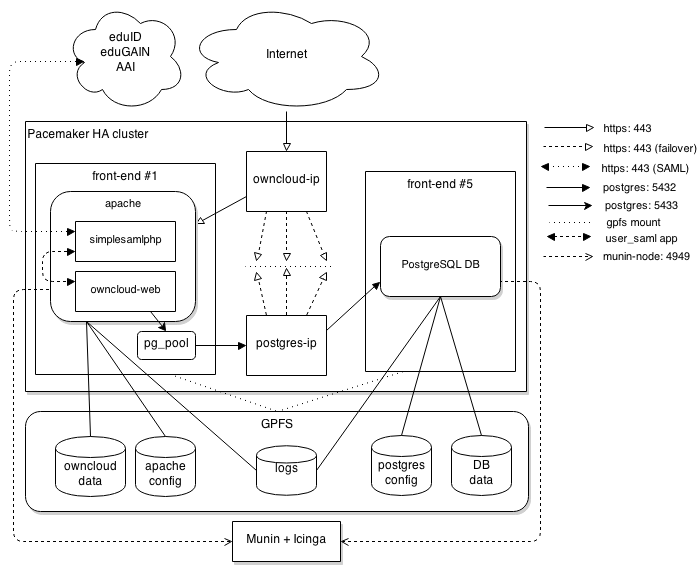 eduID
eduGAIN
AAI
Internet
Pacemaker HA cluster
front-end #1
apache
simplesamlphp
owncloud-web
pg_pool
owncloud-ip
postgres-ip
front-end #5
PostgreSQL DB
https: 443
https: 443 (failover)
https: 443 (SAML)
postgres: 5432
postgres: 5433
gpfs mount
user_saml app
munin-node: 4949
GPFS
owncloud
data
apache
config
logs
postgres
config
DB
data
Munin + Icinga